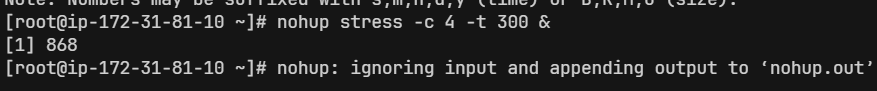 Note: Numbers may be suffixed with s,m,h,d,y (time) or B,K,M,G (size).
[root@ip-172-31-81-10 ~]# nohup stress -c 4 -t 300 &
[1] 868
[root@ip-172-31-81-10 ~]# nohup: ignoring input and appending output to ‘nohup.out’